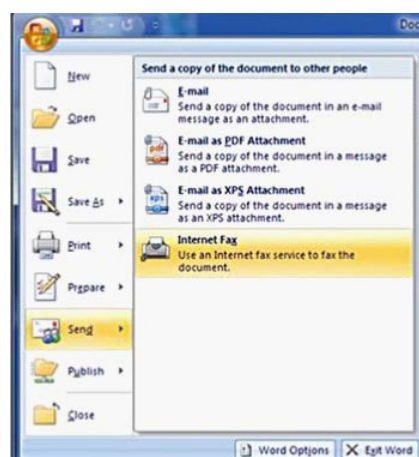 Doc
New
Open
Save
Save As
Print
Prepare
Send
Publish
Close
Send a copy of the document to other people
E-mail
Send a copy of the document in an e-mail
message as an attachment.
E-mail as PDF Attachment
Send a copy of the document in a message
as a PDF attachment.
E-mail as XPS Attachment
Send a copy of the document in a message
as an XPS attachment.
Internet Fax
Use an Internet fax service to fax the
document.
Word Options
Exit Word